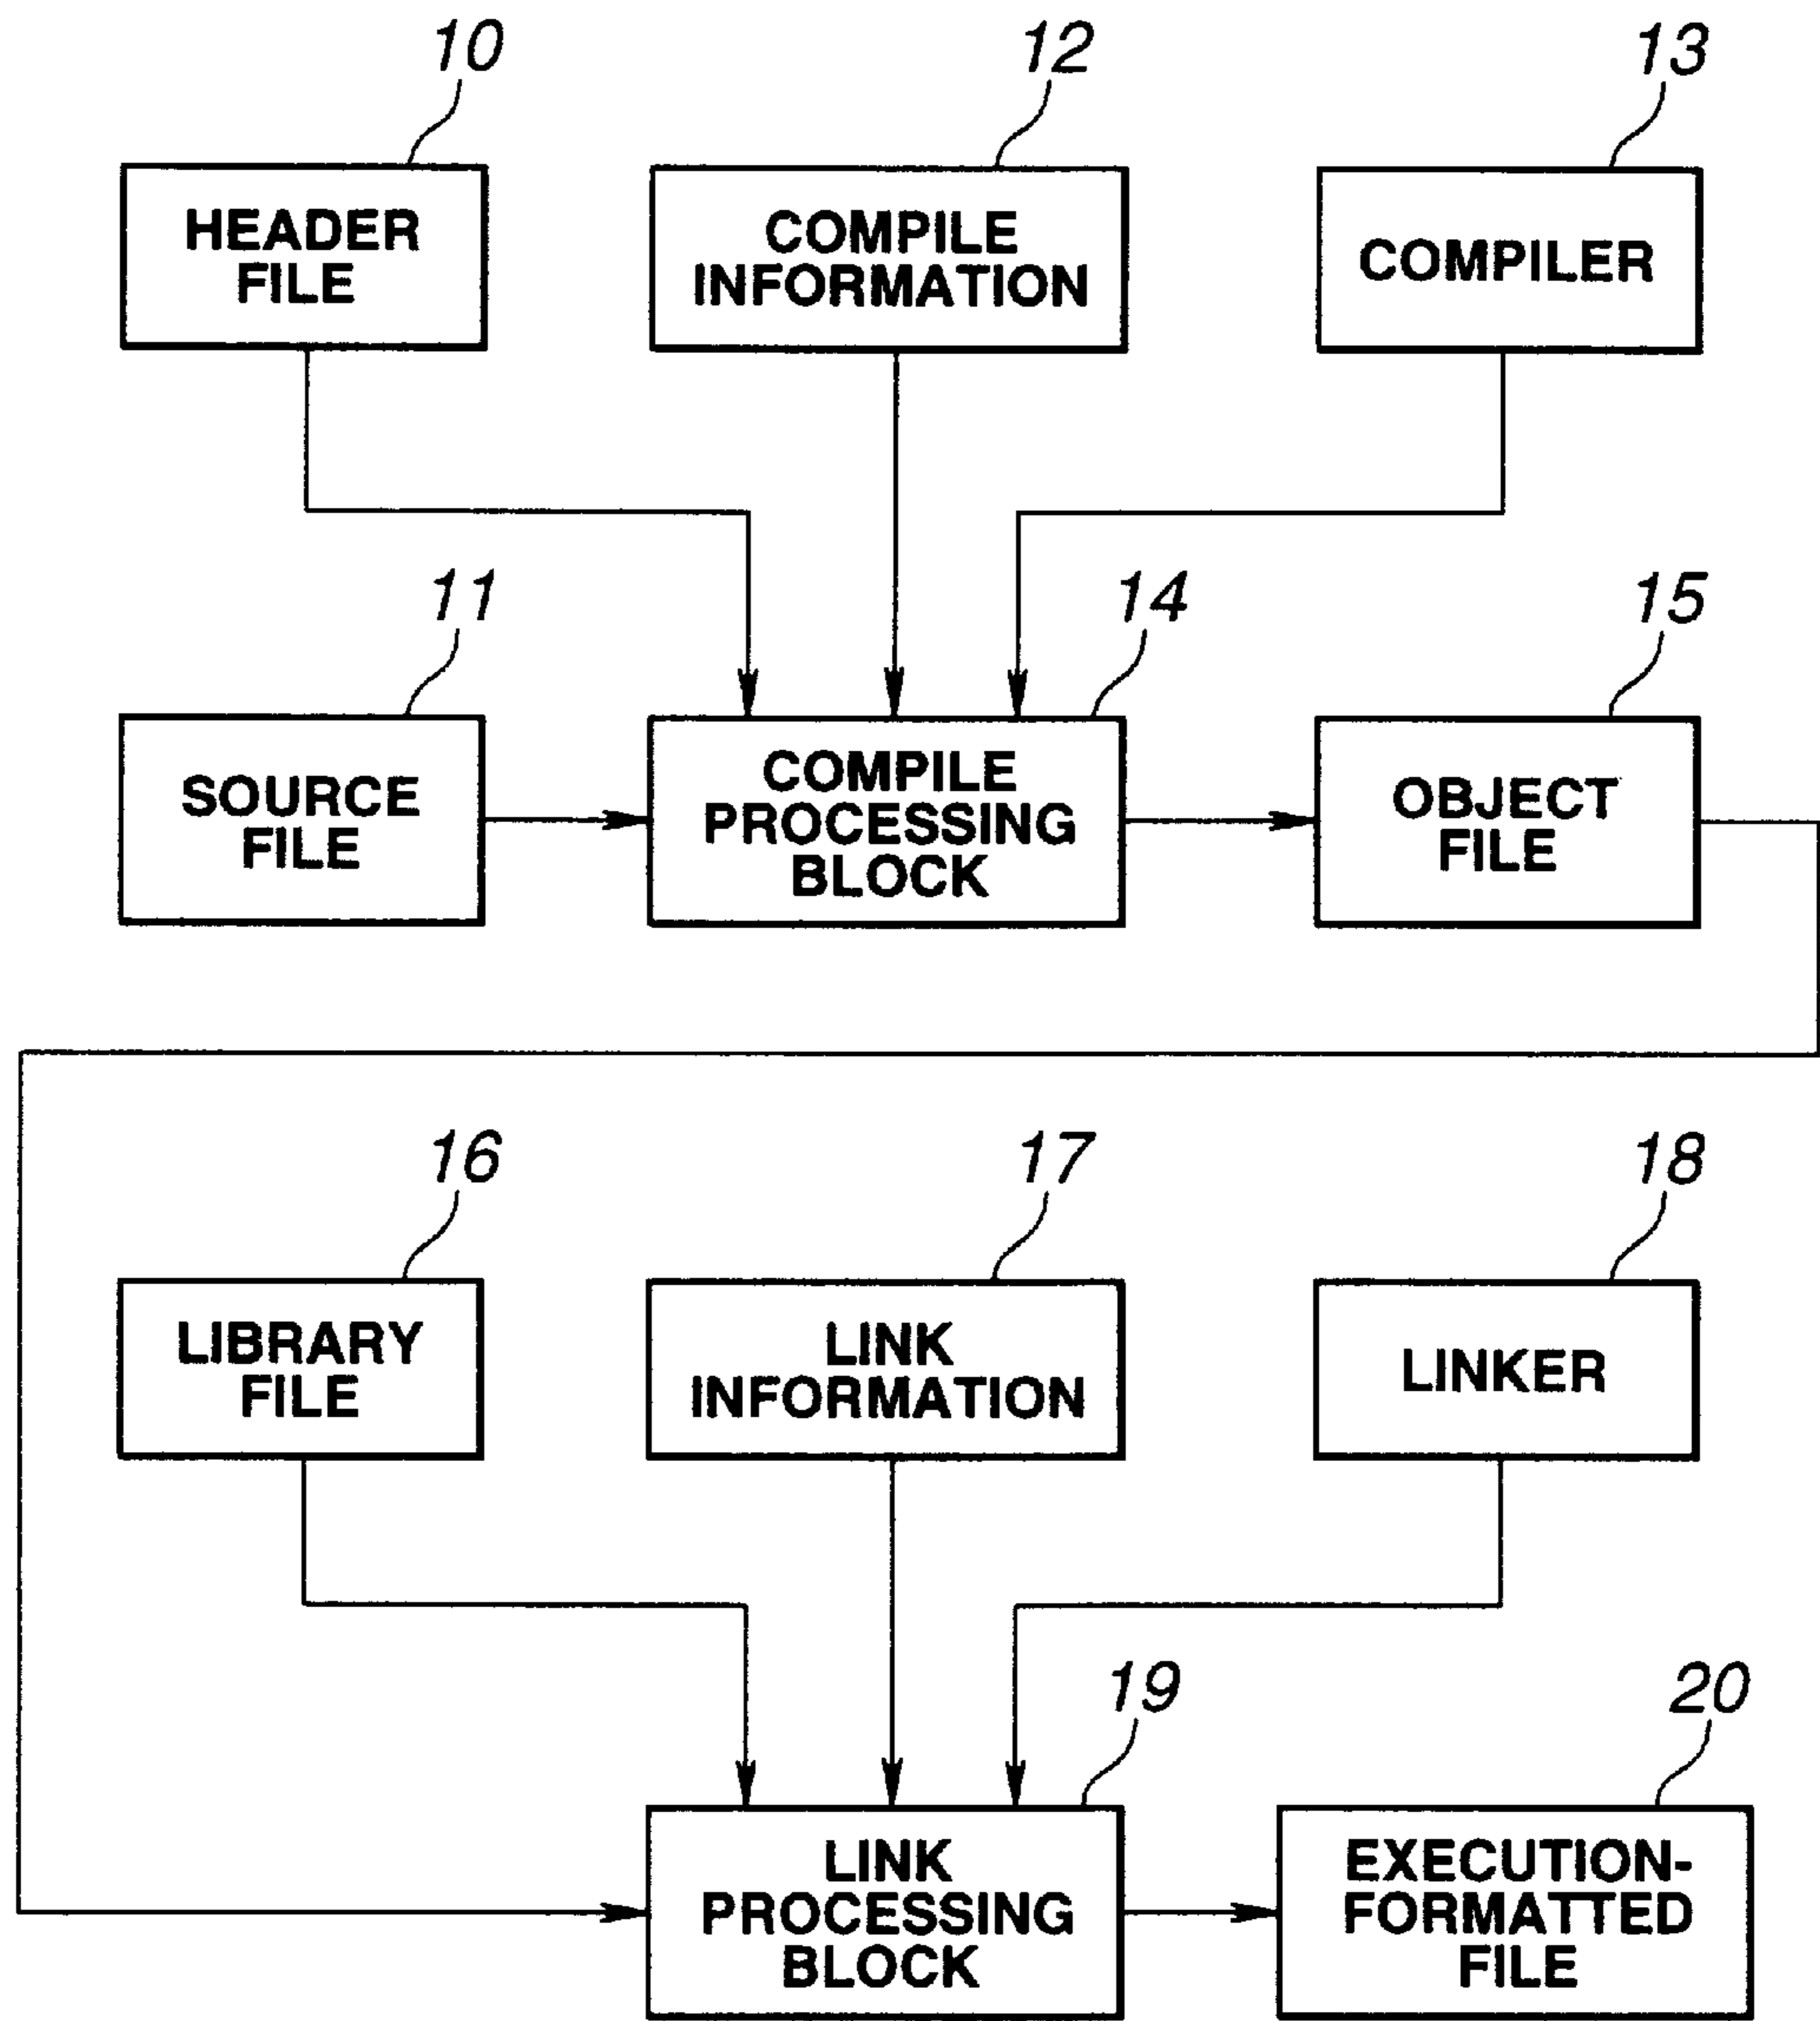 10
12
13
HEADER
FILE
COMPILE
INFORMATION
COMPILER
11
14
15
SOURCE
FILE
COMPILE
PROCESSING
BLOCK
OBJECT
FILE
16
17
18
LIBRARY
FILE
LINK
INFORMATION
LINKER
19
20
LINK
PROCESSING
BLOCK
EXECUTION-
FORMATTED
FILE